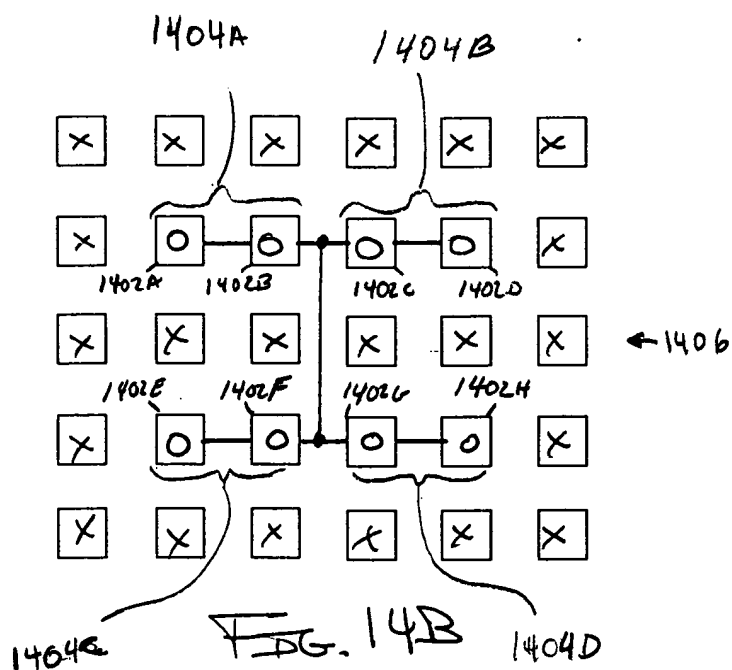 1404A 1404B
X X X X X X
X O O O O X
1402A 1402B 1402C 1402D
X X X X X X
1406
1402E 1402F 1402G 1402H
X O O O O X
X X X X X X
1404C FIG. 14B 1404D